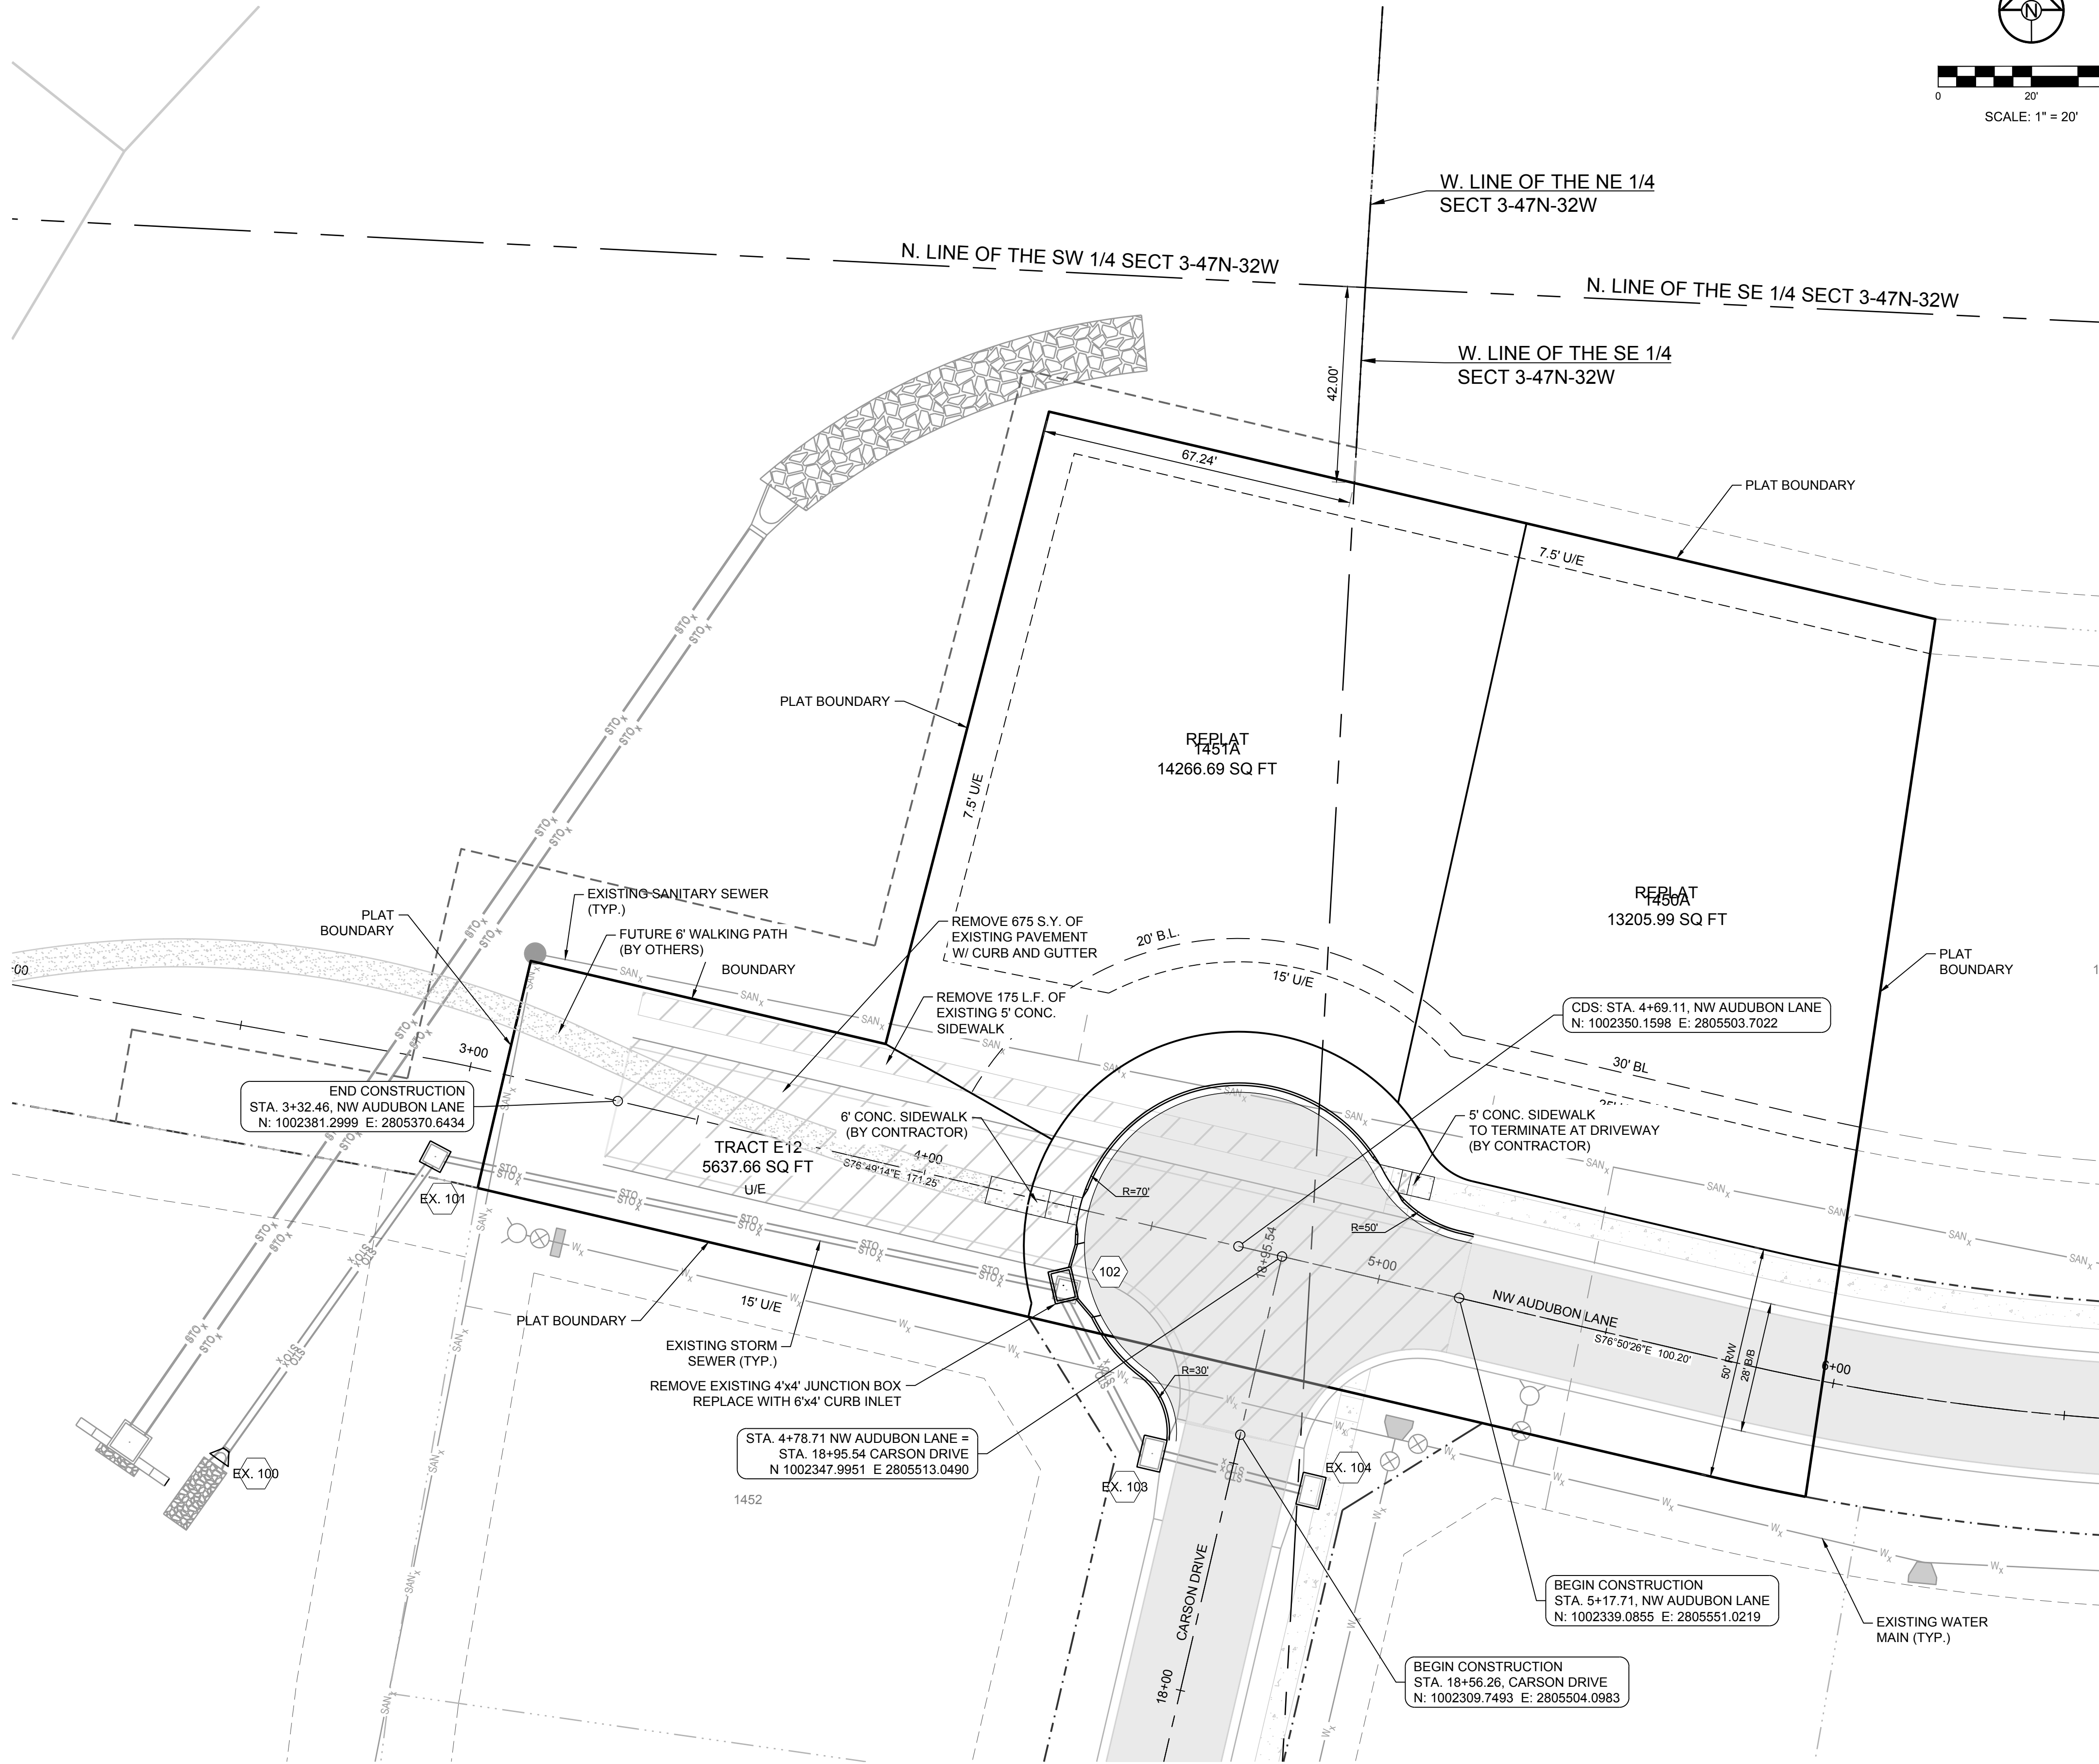 N
0
20'
SCALE: 1" = 20'
W. LINE OF THE NE 1/4
SECT 3-47N-32W
N. LINE OF THE SW 1/4 SECT 3-47N-32W
N. LINE OF THE SE 1/4 SECT 3-47N-32W
W. LINE OF THE SE 1/4
SECT 3-47N-32W
42.00'
67.24'
PLAT BOUNDARY
7.5' U/E
PLAT BOUNDARY
7.5' U/E
REPLAT
1451A
14266.69 SQ FT
REPLAT
1450A
13205.99 SQ FT
PLAT
BOUNDARY
EXISTING SANITARY SEWER
(TYP.)
FUTURE 6' WALKING PATH
(BY OTHERS)
BOUNDARY
REMOVE 675 S.Y. OF
EXISTING PAVEMENT
W/ CURB AND GUTTER
20' B.L.
15' U/E
PLAT
BOUNDARY
REMOVE 175 L.F. OF
EXISTING 5' CONC.
SIDEWALK
CDS: STA. 4+69.11, NW AUDUBON LANE
N: 1002350.1598 E: 2805503.7022
:00
3+00
30' BL
END CONSTRUCTION
STA. 3+32.46, NW AUDUBON LANE
N: 1002381.2999 E: 2805370.6434
6' CONC. SIDEWALK
(BY CONTRACTOR)
5' CONC. SIDEWALK
TO TERMINATE AT DRIVEWAY
(BY CONTRACTOR)
TRACT E12
5637.66 SQ FT
U/E
4+00
S76°49'14"E 171.25'
R=70'
R=50'
EX. 101
102
18+95.54
5+00
NW AUDUBON LANE
S76°50'26"E 100.20'
50' R/W
28' B/B
6+00
15' U/E
PLAT BOUNDARY
EXISTING STORM
SEWER (TYP.)
R=30'
REMOVE EXISTING 4'x4' JUNCTION BOX
REPLACE WITH 6'x4' CURB INLET
STA. 4+78.71 NW AUDUBON LANE =
STA. 18+95.54 CARSON DRIVE
N 1002347.9951 E 2805513.0490
EX. 100
EX. 103
EX. 104
1452
CARSON DRIVE
18+00
BEGIN CONSTRUCTION
STA. 5+17.71, NW AUDUBON LANE
N: 1002339.0855 E: 2805551.0219
EXISTING WATER
MAIN (TYP.)
BEGIN CONSTRUCTION
STA. 18+56.26, CARSON DRIVE
N: 1002309.7493 E: 2805504.0983